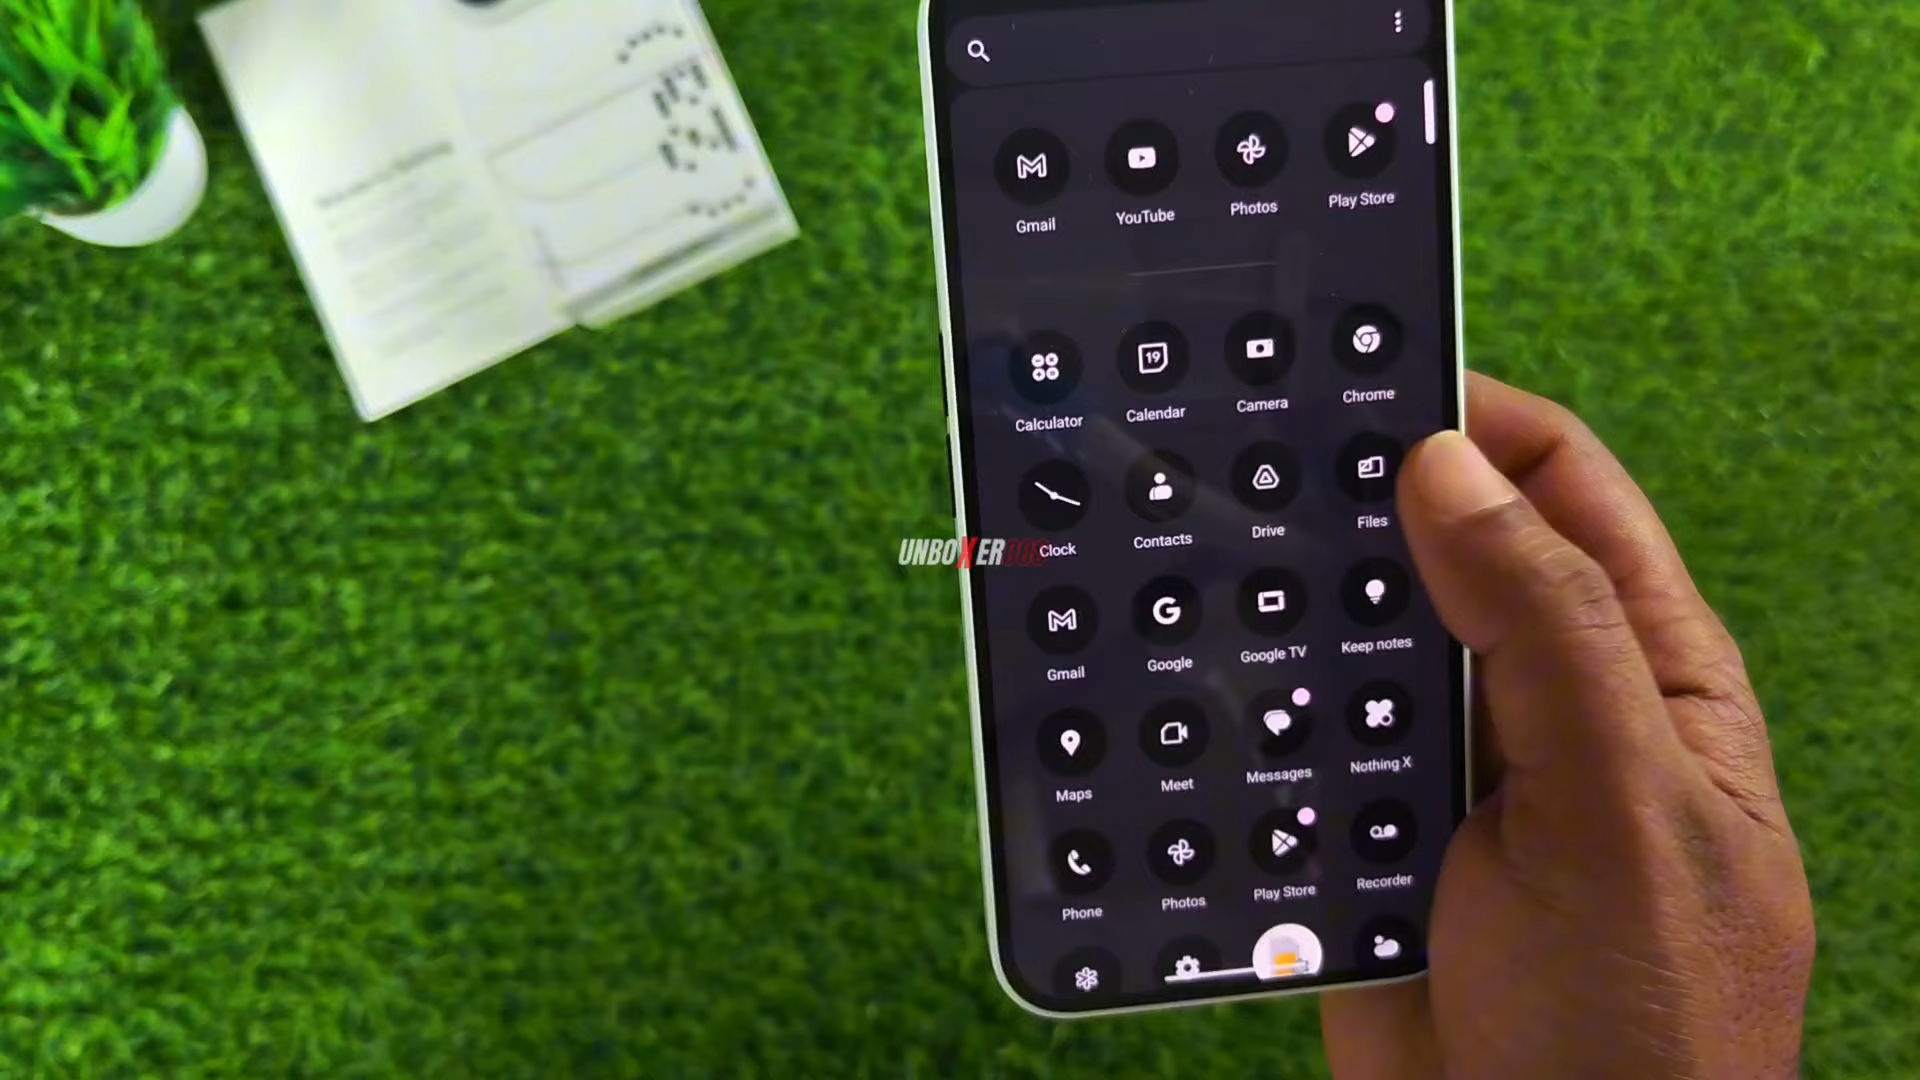 Gmail YouTube Photos Play Store
19
Calculator Calendar Camera Chrome
Clock Contacts Drive Files
UNBOXER
G
Gmail Google Google TV Keep notes
Maps Meet Messages Nothing X
Phone Photos Play Store Recorder